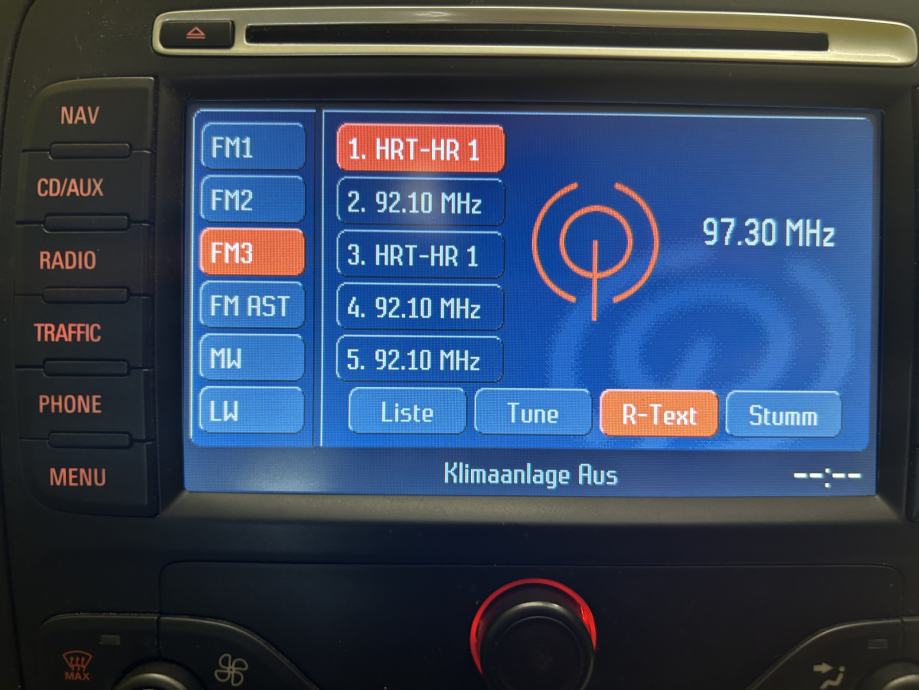 NAV
CD/AUX
RADIO
TRAFFIC
PHONE
MENU
FM1
FM2
FM3
FM AST
MW
LW
1. HRT-HR 1
2. 92.10 MHz
3. HRT-HR 1
4. 92.10 MHz
5. 92.10 MHz
97.30 MHz
Liste Tune R-Text Stumm
Klimaanlage Aus --:--
MAX